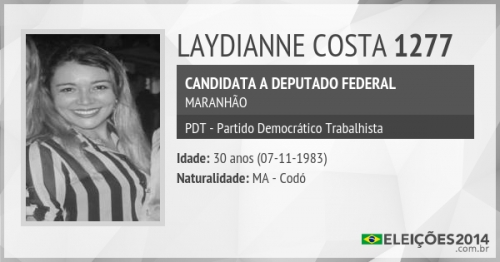 LAYDIANNE COSTA 1277
CANDIDATA A DEPUTADO FEDERAL
MARANHÃO
PDT - Partido Democrático Trabalhista
Idade: 30 anos (07-11-1983)
Naturalidade: MA - Codó
ELEIÇÕES2014
.com.br